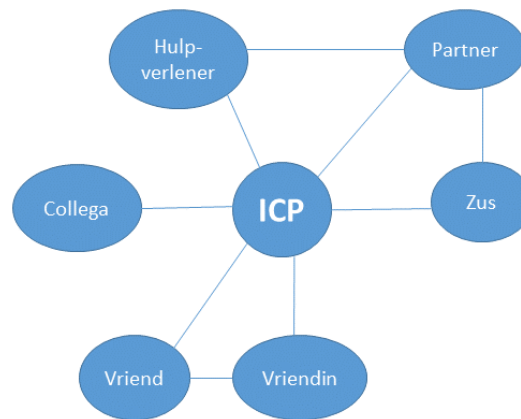 Hulp-
verlener
Partner
Collega
ICP
Zus
Vriend
Vriendin